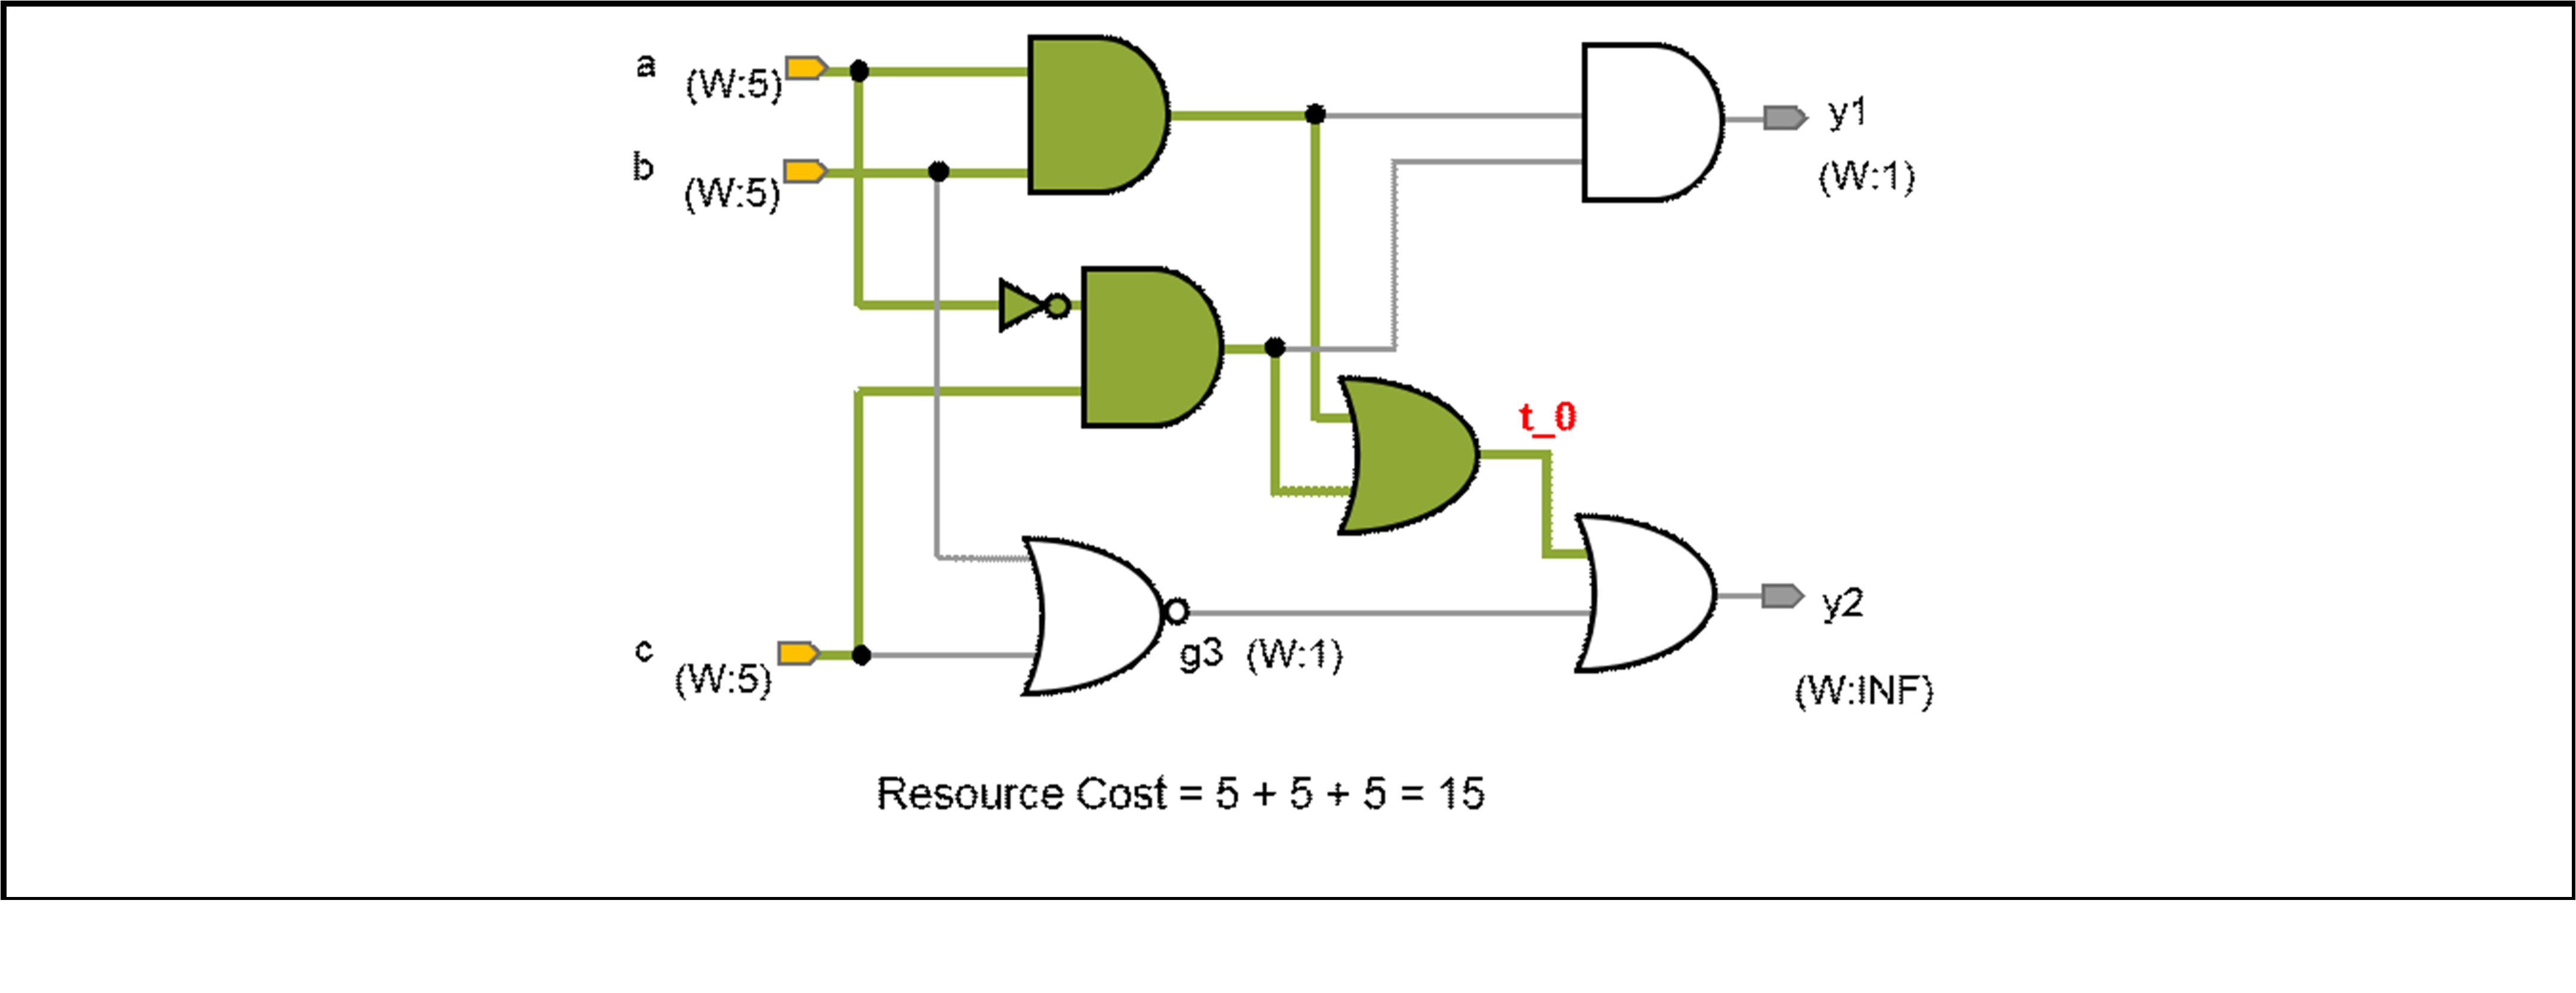 a
(W:5)
y1
b
(W:5)
(W:1)
t_0
y2
c
(W:5)
g3 (W:1)
(W:INF)
Resource Cost = 5 + 5 + 5 = 15